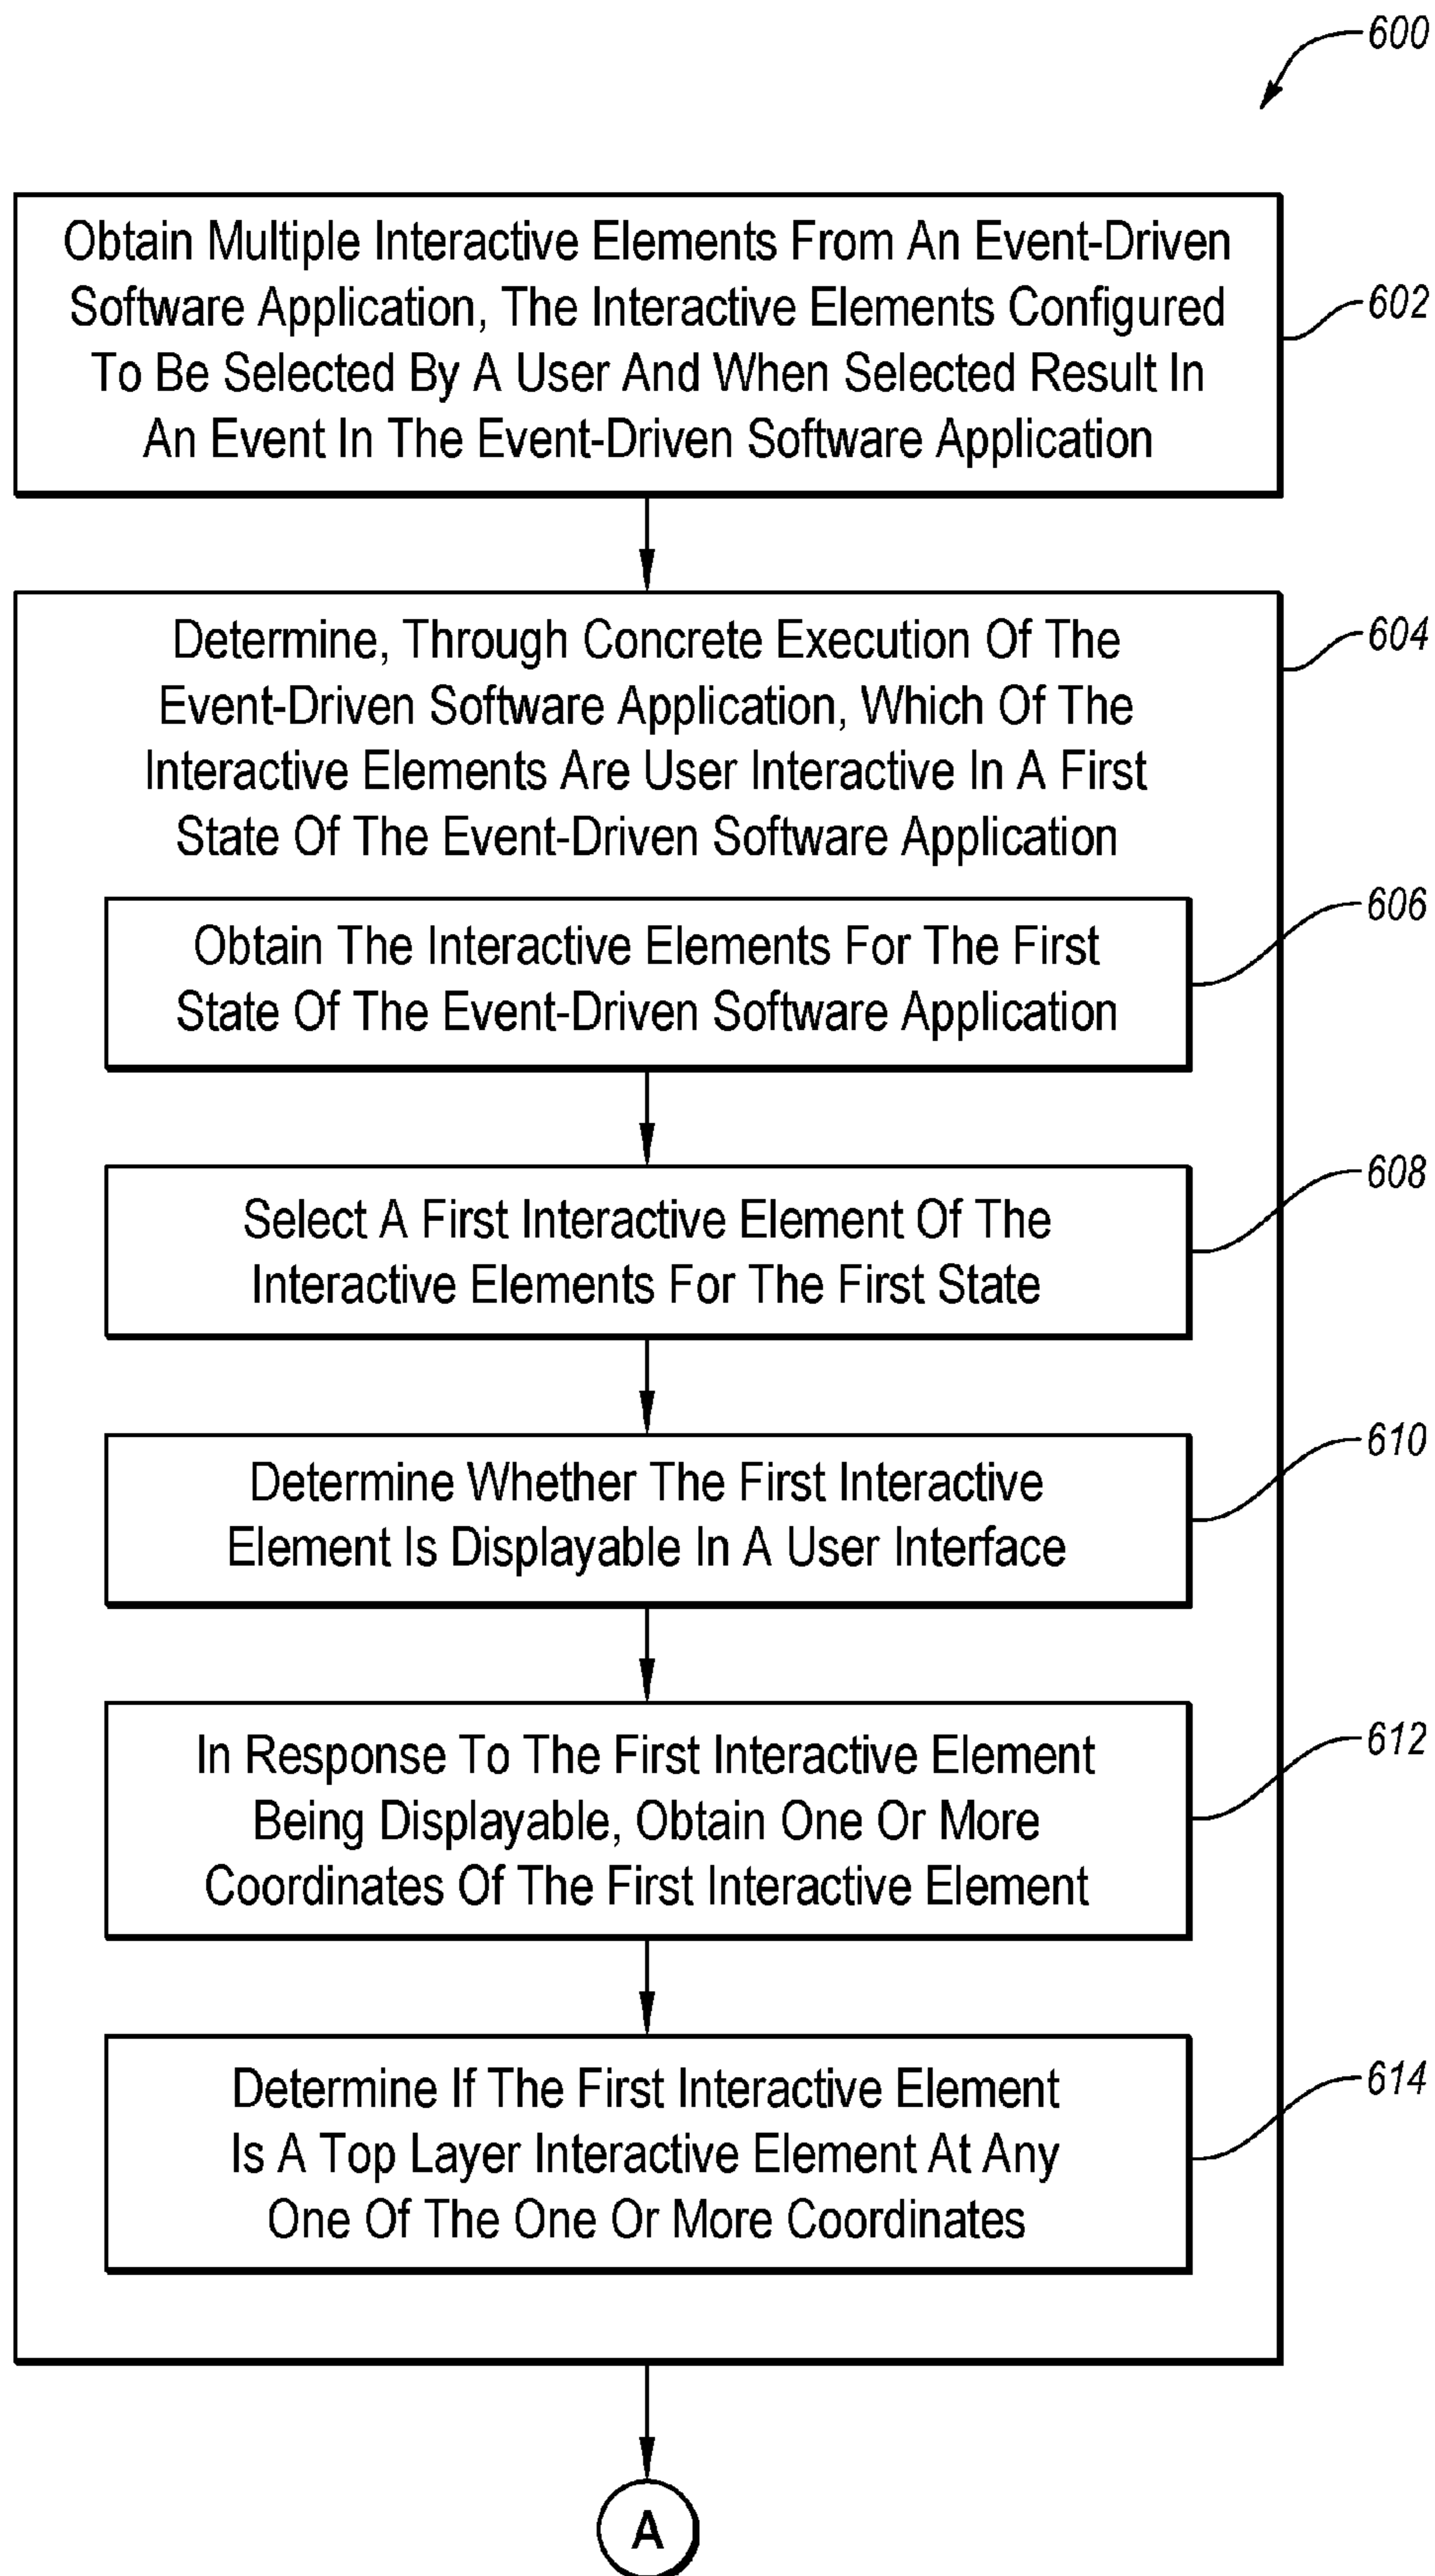 600
Obtain Multiple Interactive Elements From An Event-Driven
Software Application, The Interactive Elements Configured
To Be Selected By A User And When Selected Result In
An Event In The Event-Driven Software Application
602
Determine, Through Concrete Execution Of The
Event-Driven Software Application, Which Of The
Interactive Elements Are User Interactive In A First
State Of The Event-Driven Software Application
604
Obtain The Interactive Elements For The First
State Of The Event-Driven Software Application
606
Select A First Interactive Element Of The
Interactive Elements For The First State
608
Determine Whether The First Interactive
Element Is Displayable In A User Interface
610
In Response To The First Interactive Element
Being Displayable, Obtain One Or More
Coordinates Of The First Interactive Element
612
Determine If The First Interactive Element
Is A Top Layer Interactive Element At Any
One Of The One Or More Coordinates
614
A